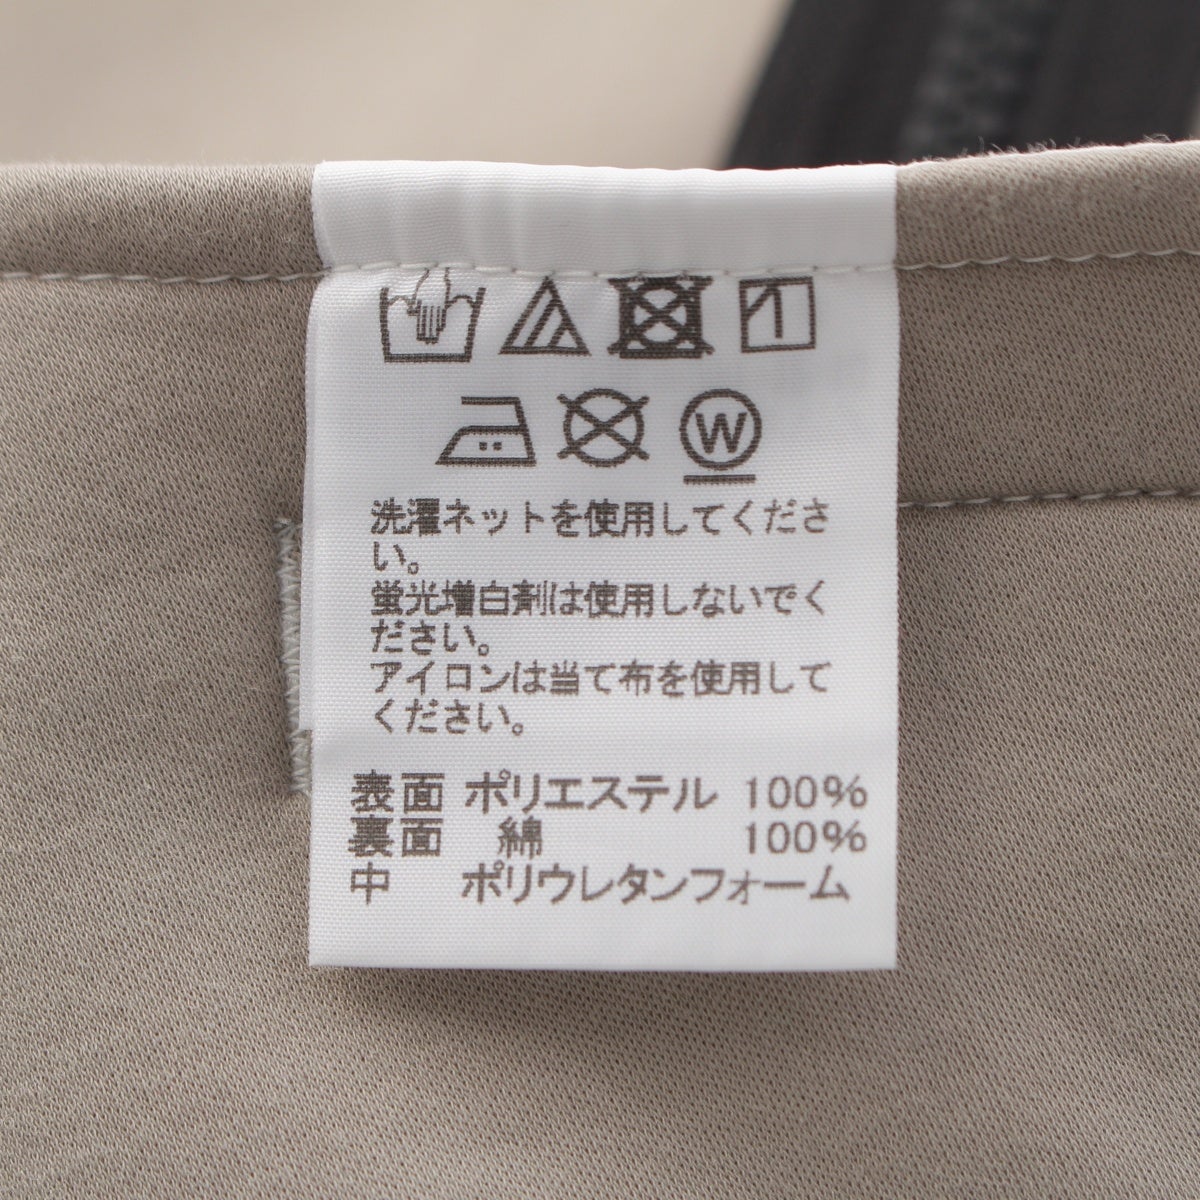 W
洗濯ネットを使用してくださ
い。
蛍光増白剤は使用しないでく
ださい。
アイロンは当て布を使用して
ください。
表面 ポリエステル 100%
裏面 綿 100%
中 ポリウレタンフォーム